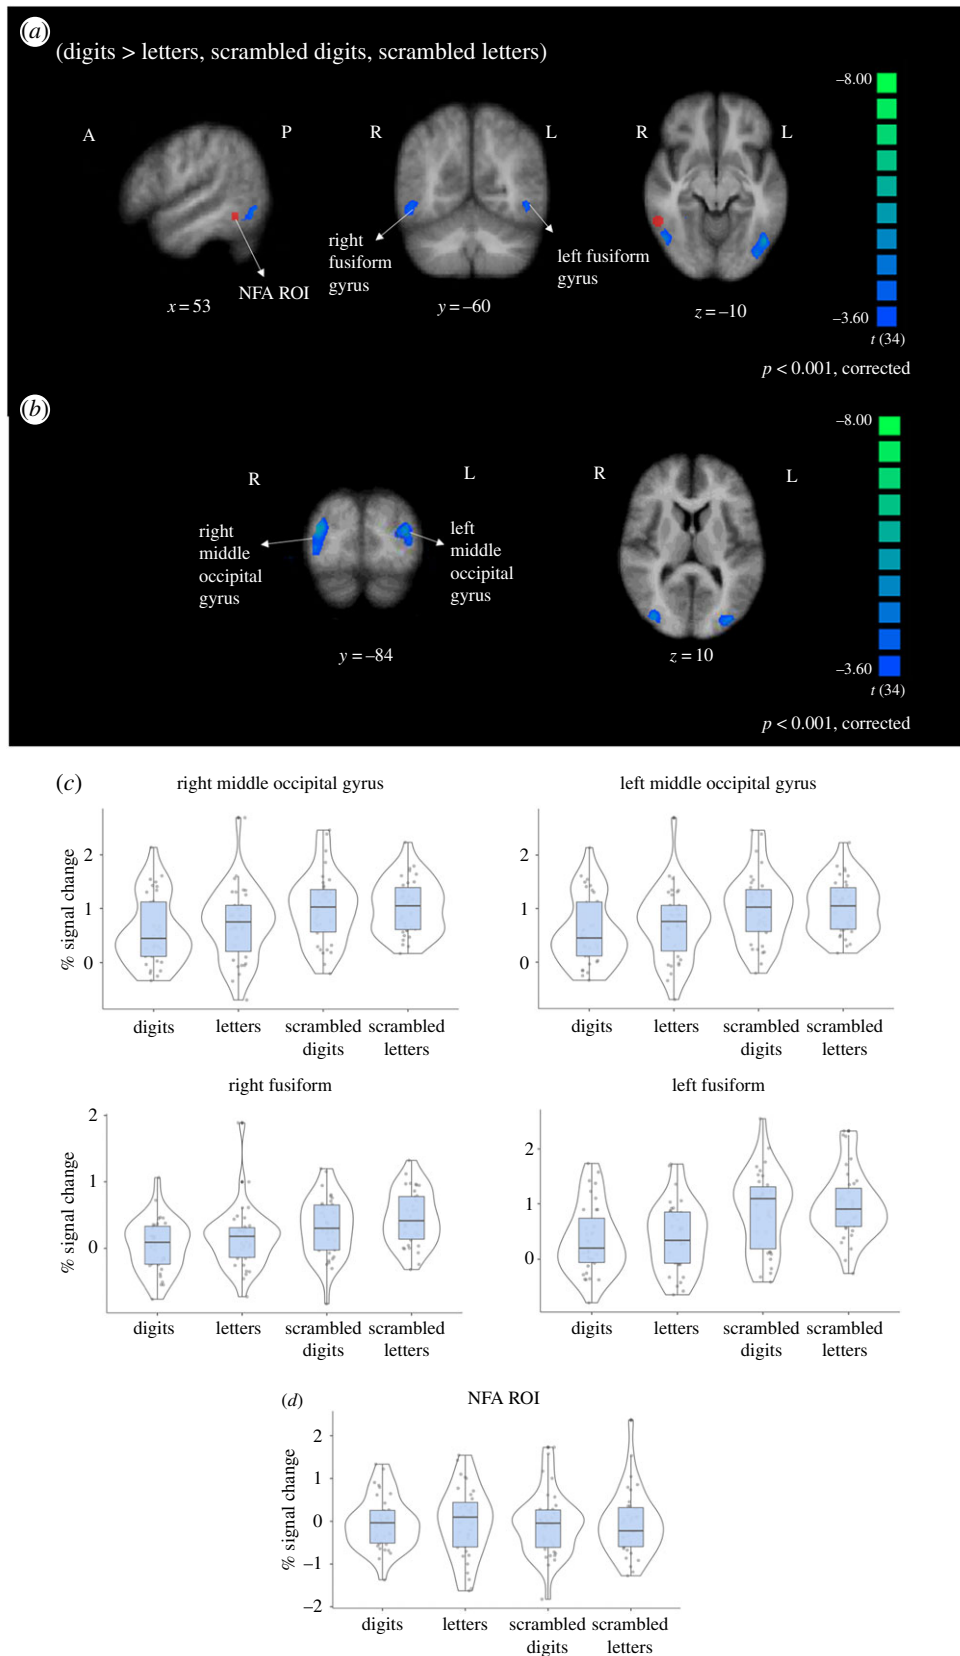 (a)
(digits > letters, scrambled digits, scrambled letters)
A
P
R
L
R
L
NFA ROI
right
fusiform
gyrus
left fusiform
gyrus
x = 53
y = –60
z = –10
–8.00
–3.60
t (34)
p < 0.001, corrected
(b)
R
L
R
L
right
middle
occipital
gyrus
left
middle
occipital
gyrus
y = –84
z = 10
–8.00
–3.60
t (34)
p < 0.001, corrected
(c)
right middle occipital gyrus
% signal change
2
1
0
digits
letters
scrambled
digits
scrambled
letters
left middle occipital gyrus
2
1
0
digits
letters
scrambled
digits
scrambled
letters
right fusiform
% signal change
2
1
0
digits
letters
scrambled
digits
scrambled
letters
left fusiform
2
1
0
digits
letters
scrambled
digits
scrambled
letters
(d)
NFA ROI
% signal change
2
1
0
–1
–2
digits
letters
scrambled
digits
scrambled
letters